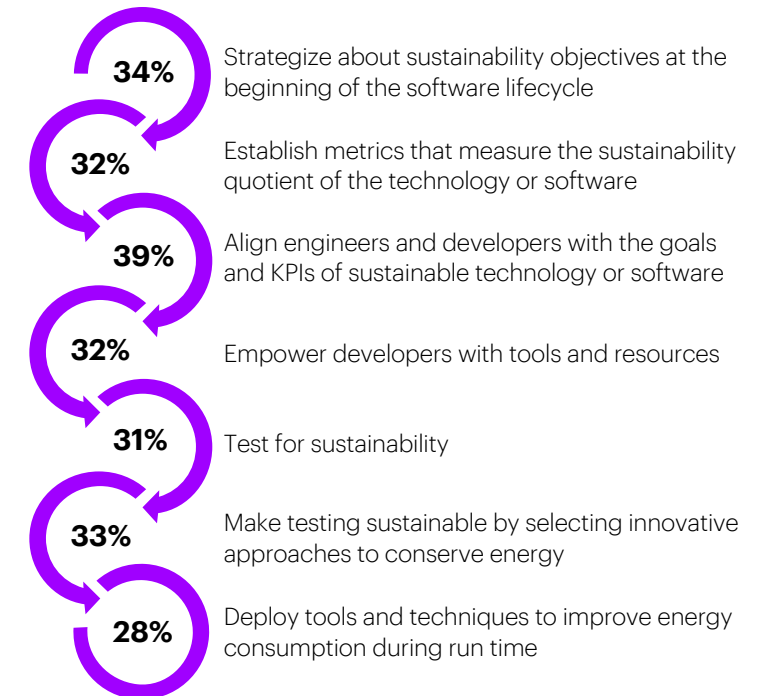 34%
Strategize about sustainability objectives at the
beginning of the software lifecycle
32%
Establish metrics that measure the sustainability
quotient of the technology or software
39%
Align engineers and developers with the goals
and KPIs of sustainable technology or software
32%
Empower developers with tools and resources
31%
Test for sustainability
33%
Make testing sustainable by selecting innovative
approaches to conserve energy
28%
Deploy tools and techniques to improve energy
consumption during run time